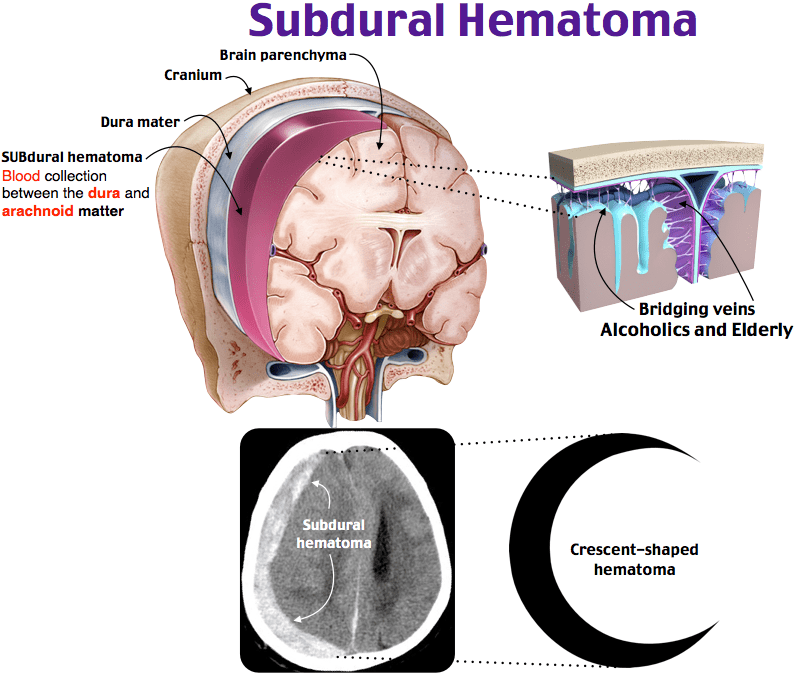 Subdural Hematoma
Brain parenchyma
Cranium
Dura mater
SUBdural hematoma
Blood collection
between the dura and
arachnoid matter
Bridging veins
Alcoholics and Elderly
Subdural
hematoma
Crescent-shaped
hematoma